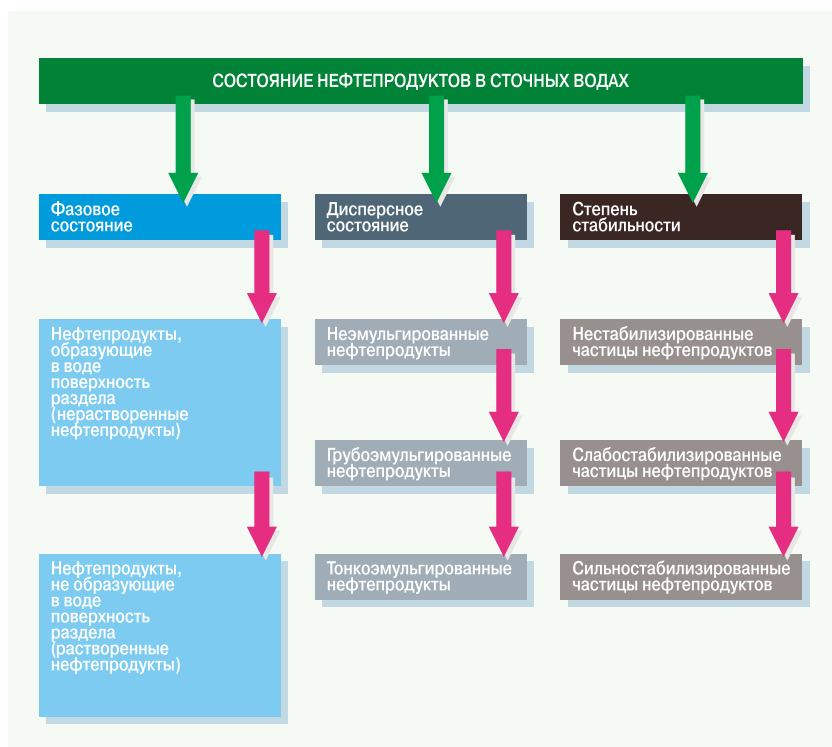 СОСТОЯНИЕ НЕФТЕПРОДУКТОВ В СТОЧНЫХ ВОДАХ
Фазовое
состояние
Нефтепродукты,
образующие
в воде
поверхность
раздела
(нерастворенные
нефтепродукты)
Нефтепродукты,
не образующие
в воде
поверхность
раздела
(растворенные
нефтепродукты)
Дисперсное
состояние
Неэмульгированные
нефтепродукты
Грубоэмульгированные
нефтепродукты
Тонкоэмульгированные
нефтепродукты
Степень
стабильности
Нестабилизированные
частицы нефтепродуктов
Слабостабилизированные
частицы нефтепродуктов
Сильностабилизированные
частицы нефтепродуктов